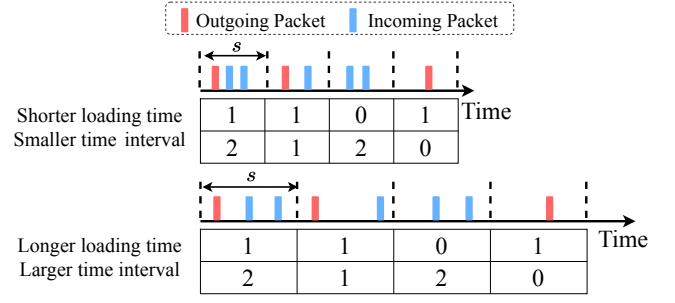 Outgoing Packet Incoming Packet
s
Time
Shorter loading time
Smaller time interval
1 1 0 1
2 1 2 0
s
Time
Longer loading time
Larger time interval
1 1 0 1
2 1 2 0